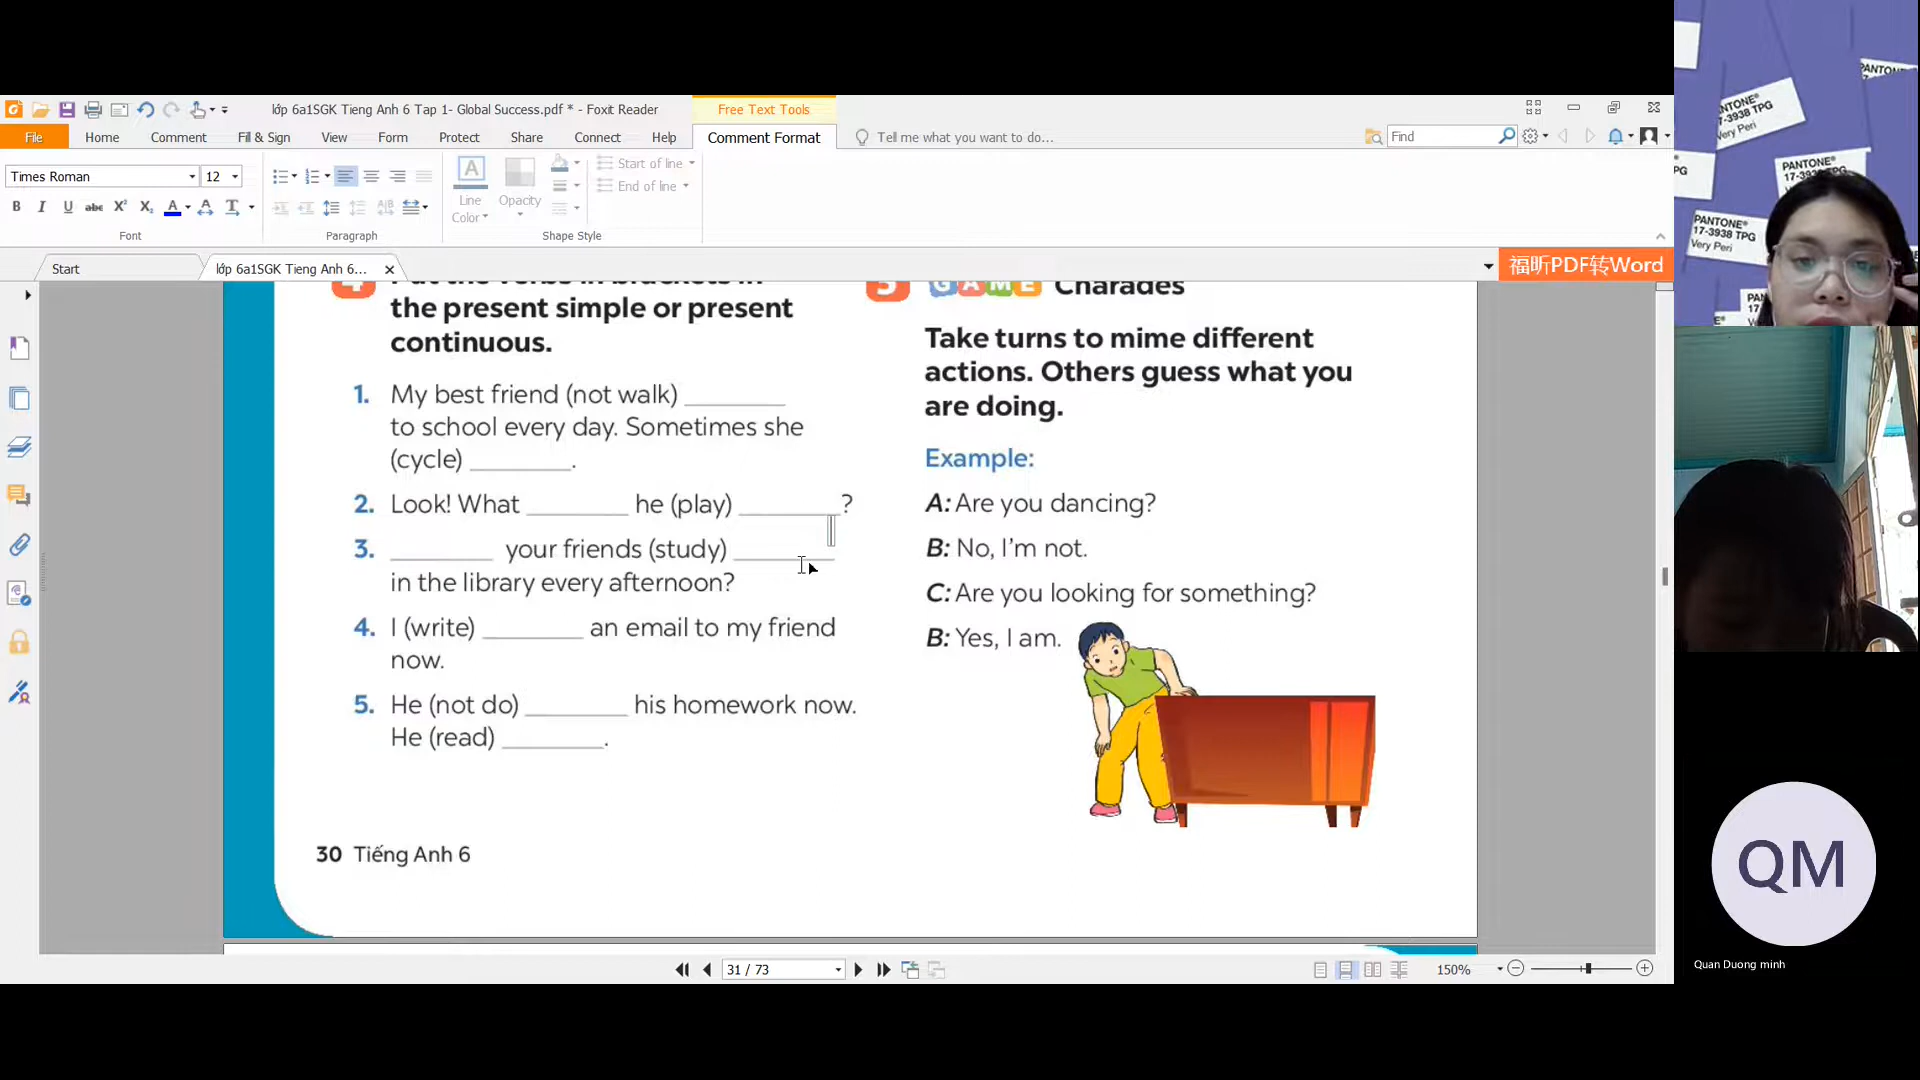 lớp 6a1SGK Tieng Anh 6 Tap 1- Global Success.pdf * - Foxit Reader
Free Text Tools
File Home Comment Fill & Sign View Form Protect Share Connect Help Comment Format Tell me what you want to do... Find
Times Roman 12
Start of line
End of line
Line Color
Opacity
Font Paragraph Shape Style
Start lớp 6a1SGK Tieng Anh 6... 福昕PDF转Word
the present simple or present
continuous.
1. My best friend (not walk) ________
to school every day. Sometimes she
(cycle) ________.
2. Look! What ________ he (play) ________?
3. ________ your friends (study) ________
in the library every afternoon?
4. I (write) ________ an email to my friend
now.
5. He (not do) ________ his homework now.
He (read) ________.
30 Tiếng Anh 6
5 GAME Charades
Take turns to mime different
actions. Others guess what you
are doing.
Example:
A: Are you dancing?
B: No, I’m not.
C: Are you looking for something?
B: Yes, I am.
31 / 73
150%
PANTONE®
17-3938 TPG
Very Peri
QM
Quan Duong minh